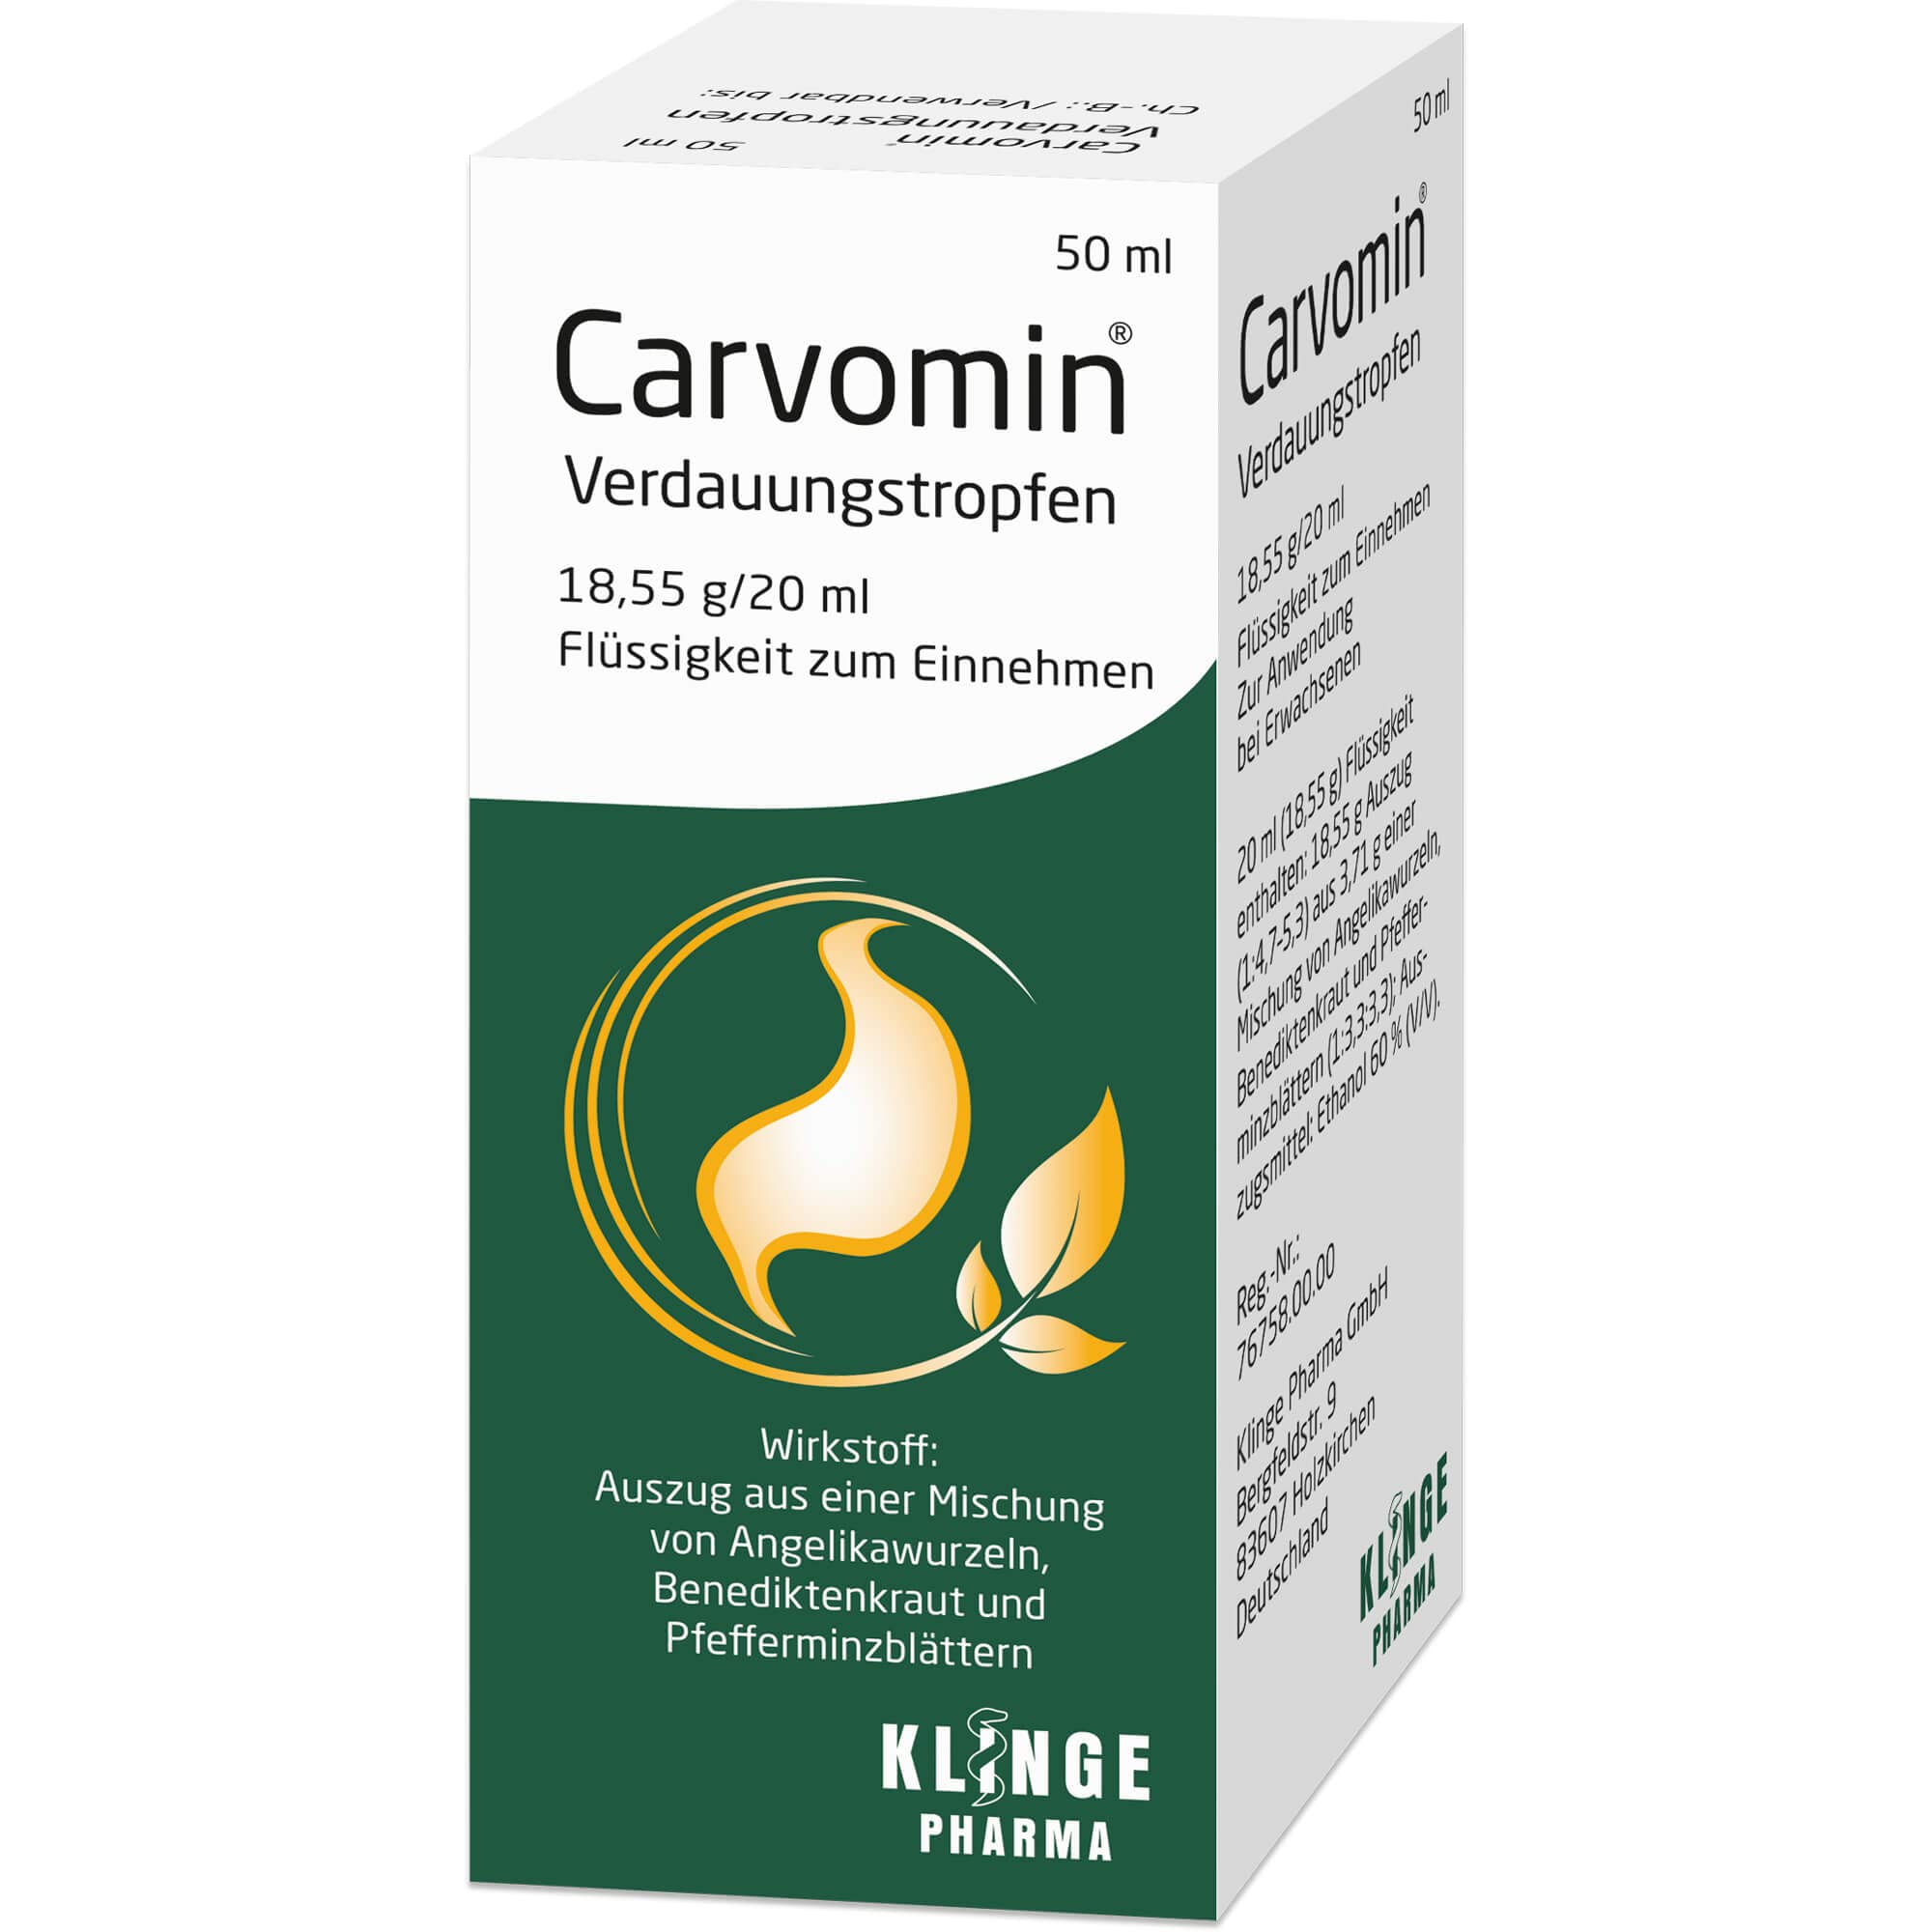 Ch.-B.: /Verwendbar bis:
Verdauungstropfen
Carvomin®
50 ml
50 ml
Carvomin®
Verdauungstropfen
18,55 g/20 ml
Flüssigkeit zum Einnehmen
Wirkstoff:
Auszug aus einer Mischung
von Angelikawurzeln,
Benediktenkraut und
Pfefferminzblättern
KLINGE
PHARMA
50 ml
Carvomin®
Verdauungstropfen
18,55 g/20 ml
Flüssigkeit zum Einnehmen
Zur Anwendung
bei Erwachsenen
20 ml (18,55 g) Flüssigkeit
enthalten: 18,55 g Auszug
(1:4,7-5,3) aus 3,71 g einer
Mischung von Angelikawurzeln,
Benediktenkraut und Pfeffer-
minzblättern (1:3,3:3,3); Aus-
zugsmittel: Ethanol 60 % (V/V).
Reg.-Nr.:
76758.00.00
Klinge Pharma GmbH
Bergfeldstr. 9
83607 Holzkirchen
Deutschland
KLINGE
PHARMA